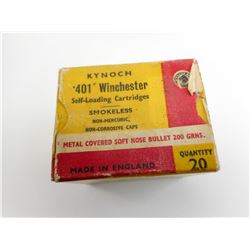 KYNOCH
"401" Winchester
Self-Loading Cartridges
SMOKELESS
NON-MERCURIC,
NON-CORROSIVE CAPS
METAL COVERED SOFT NOSE BULLET 200 GRNS.
MADE IN ENGLAND
QUANTITY
20